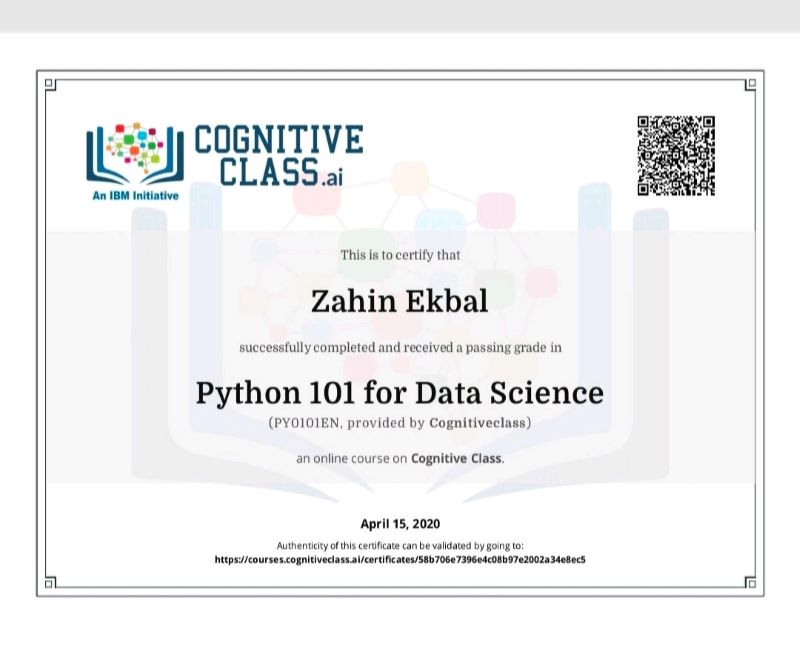 COGNITIVE
CLASS.ai
An IBM Initiative
This is to certify that
Zahin Ekbal
successfully completed and received a passing grade in
Python 101 for Data Science
(PY0101EN, provided by Cognitiveclass)
an online course on Cognitive Class.
April 15, 2020
Authenticity of this certificate can be validated by going to:
https://courses.cognitiveclass.ai/certificates/58b706e7396e4c08b97e2002a34e8ec5